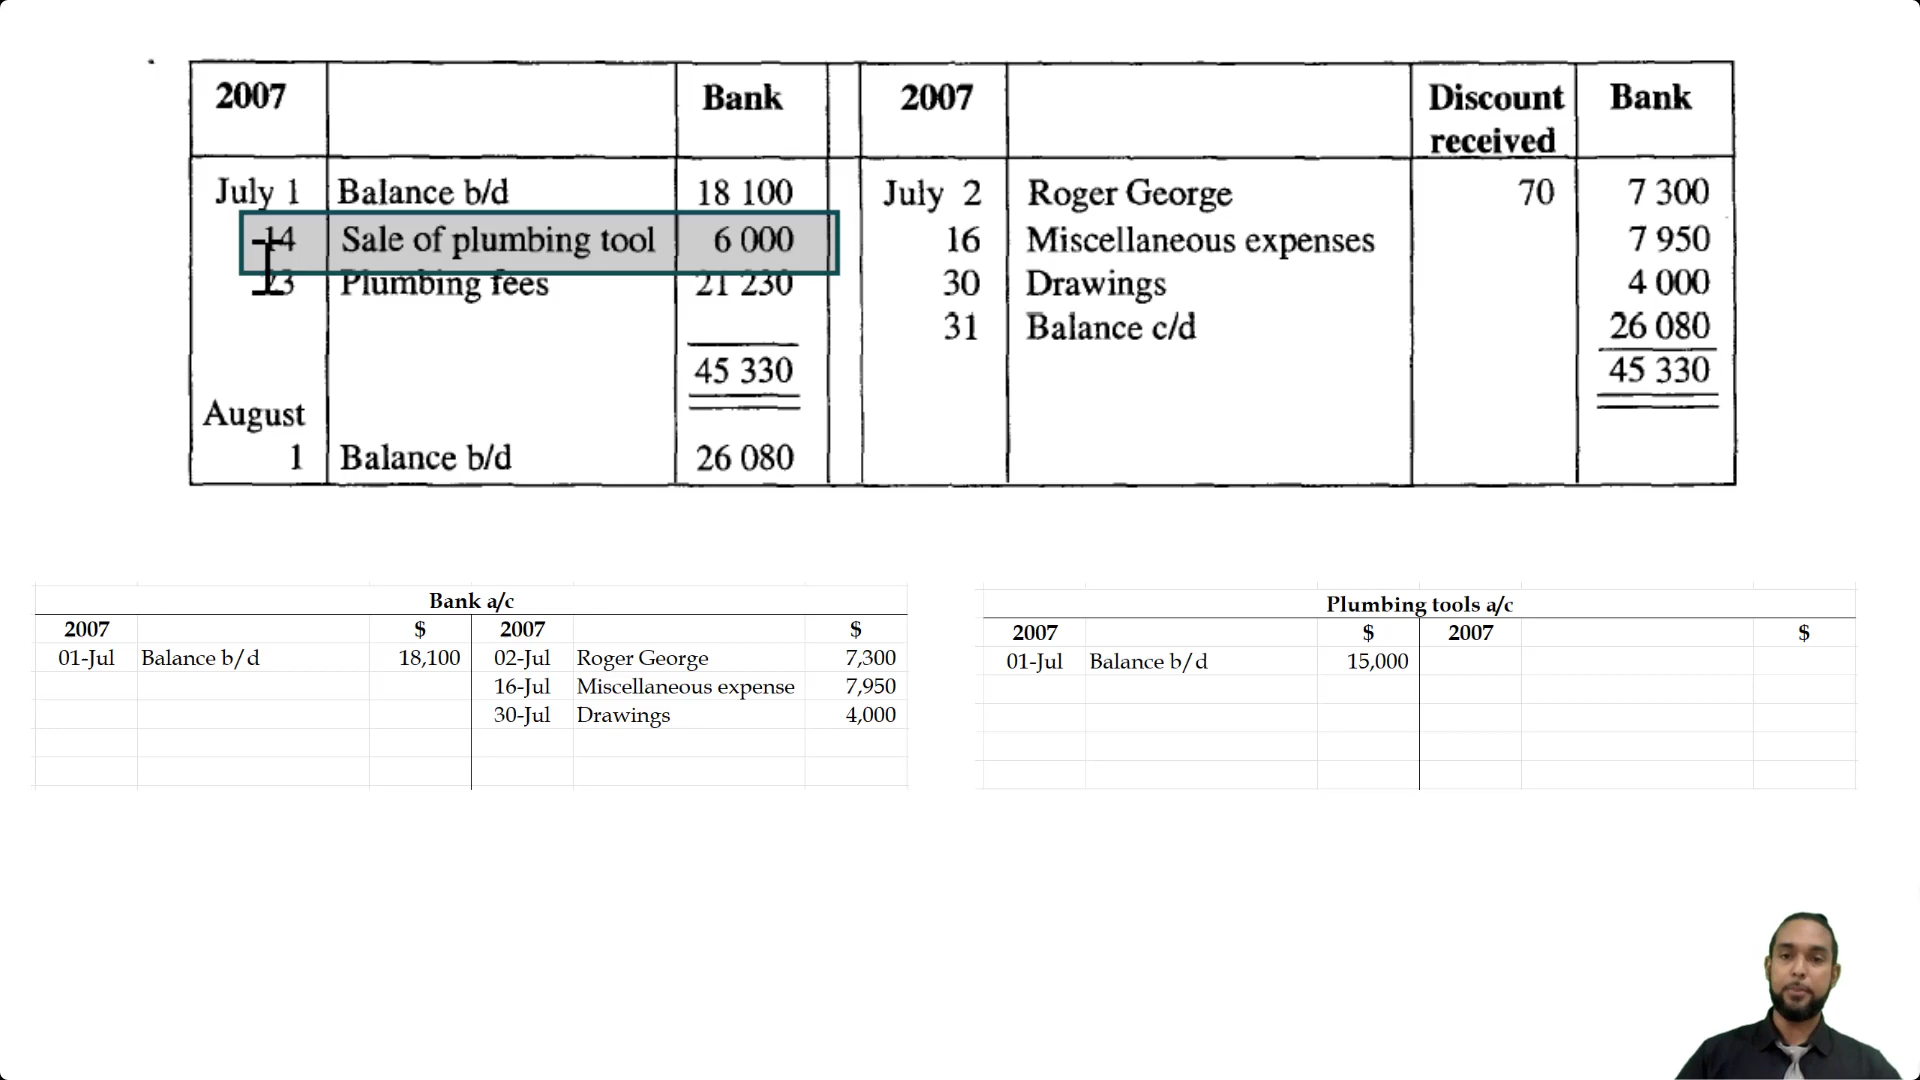 2007 Bank 2007 Discount received Bank
July 1 Balance b/d 18 100 July 2 Roger George 70 7 300
14 Sale of plumbing tool 6 000 16 Miscellaneous expenses 7 950
23 Plumbing fees 21 230 30 Drawings 4 000
31 Balance c/d 26 080
45 330 45 330
August
1 Balance b/d 26 080
Bank a/c
2007 $ 2007 $
01-Jul Balance b/d 18,100 02-Jul Roger George 7,300
16-Jul Miscellaneous expense 7,950
30-Jul Drawings 4,000
Plumbing tools a/c
2007 $ 2007 $
01-Jul Balance b/d 15,000